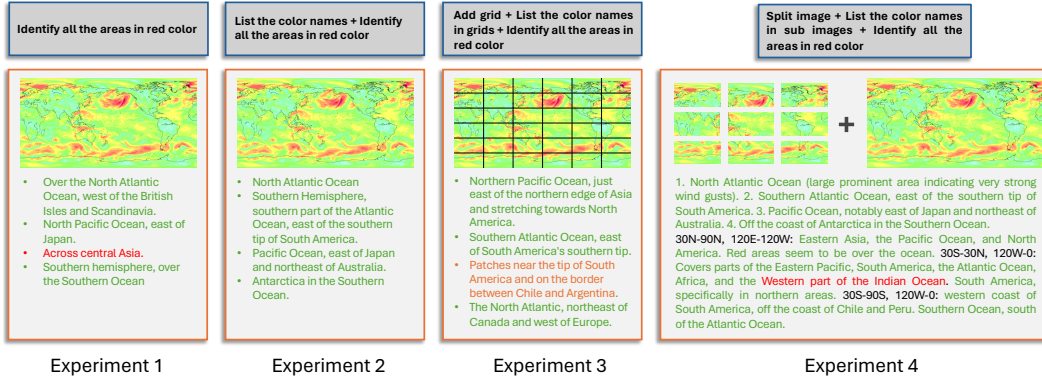 Identify all the areas in red color
List the color names + Identify
all the areas in red color
Add grid + List the color names
in grids + Identify all the areas in
red color
Split image + List the color names
in sub images + Identify all the
areas in red color
• Over the North Atlantic
Ocean, west of the British
Isles and Scandinavia.
• North Pacific Ocean, east of
Japan.
• Across central Asia.
• Southern hemisphere, over
the Southern Ocean
• North Atlantic Ocean
• Southern Hemisphere,
southern part of the Atlantic
Ocean, east of the southern
tip of South America.
• Pacific Ocean, east of Japan
and northeast of Australia.
• Antarctica in the Southern
Ocean.
• Northern Pacific Ocean, just
east of the northern edge of Asia
and stretching towards North
America.
• Southern Atlantic Ocean, east
of South America's southern tip.
• Patches near the tip of South
America and on the border
between Chile and Argentina.
• The North Atlantic, northeast of
Canada and west of Europe.
+
1. North Atlantic Ocean (large prominent area indicating very strong
wind gusts). 2. Southern Atlantic Ocean, east of the southern tip of
South America. 3. Pacific Ocean, notably east of Japan and northeast of
Australia. 4. Off the coast of Antarctica in the Southern Ocean.
30N-90N, 120E-120W: Eastern Asia, the Pacific Ocean, and North
America. Red areas seem to be over the ocean. 30S-30N, 120W-0:
Covers parts of the Eastern Pacific, South America, the Atlantic Ocean,
Africa, and the Western part of the Indian Ocean. South America,
specifically in northern areas. 30S-90S, 120W-0: western coast of
South America, off the coast of Chile and Peru. Southern Ocean, south
of the Atlantic Ocean.
Experiment 1
Experiment 2
Experiment 3
Experiment 4